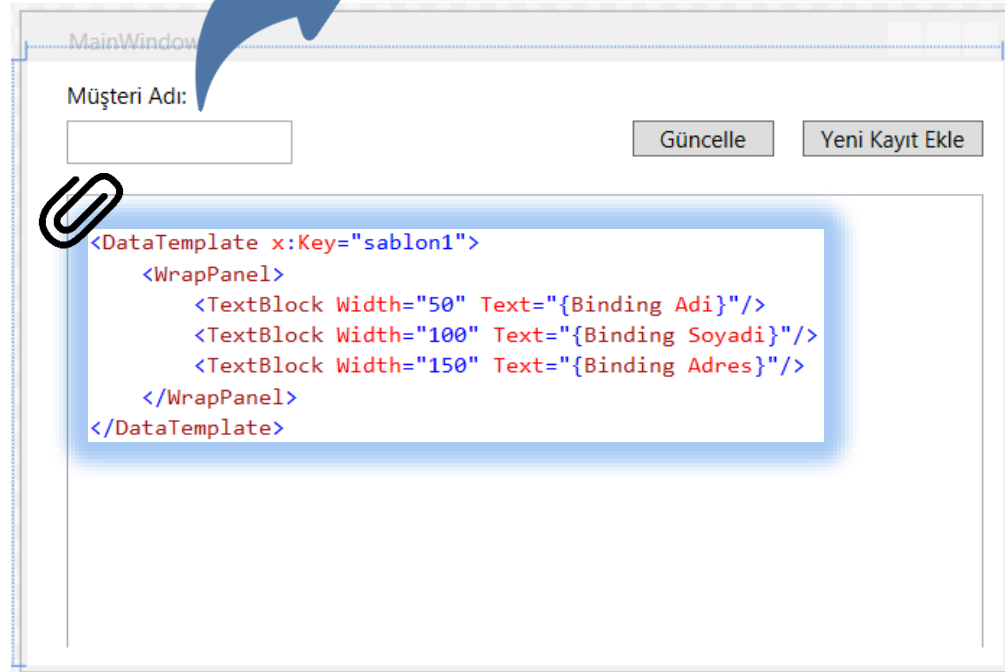 MainWindow
Müşteri Adı:
Güncelle
Yeni Kayıt Ekle
<DataTemplate x:Key="sablon1">
    <WrapPanel>
        <TextBlock Width="50" Text="{Binding Adi}"/>
        <TextBlock Width="100" Text="{Binding Soyadi}"/>
        <TextBlock Width="150" Text="{Binding Adres}"/>
    </WrapPanel>
</DataTemplate>